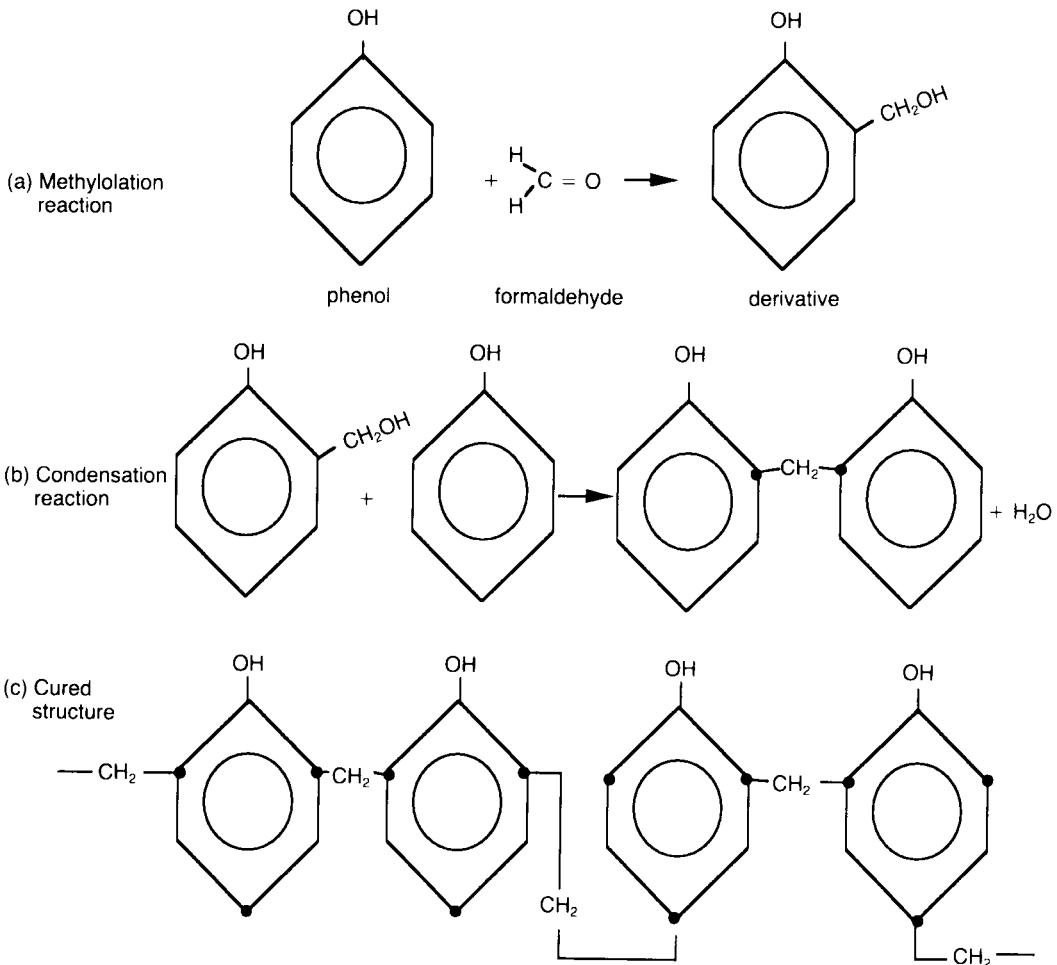 OH
OH
CH₂OH
(a) Methylolation
reaction
+
H
H
C = O
phenol
formaldehyde
derivative
OH
OH
OH
OH
CH₂OH
(b) Condensation
reaction
+
CH₂
+ H₂O
(c) Cured
structure
OH
OH
OH
OH
CH₂
CH₂
CH₂
CH₂
CH₂